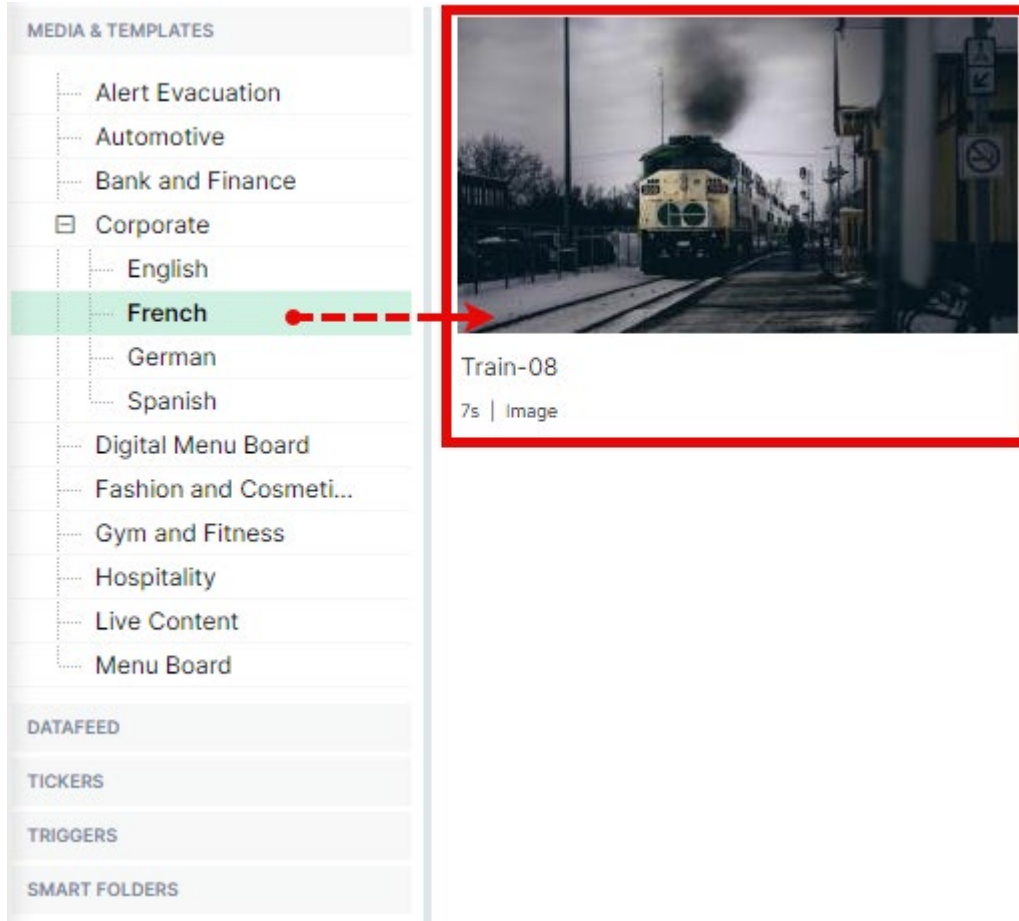 MEDIA & TEMPLATES
Alert Evacuation
Automotive
Bank and Finance
Corporate
English
French
German
Spanish
Digital Menu Board
Fashion and Cosmeti...
Gym and Fitness
Hospitality
Live Content
Menu Board
DATAFEED
TICKERS
TRIGGERS
SMART FOLDERS
GO
Train-08
7s | Image